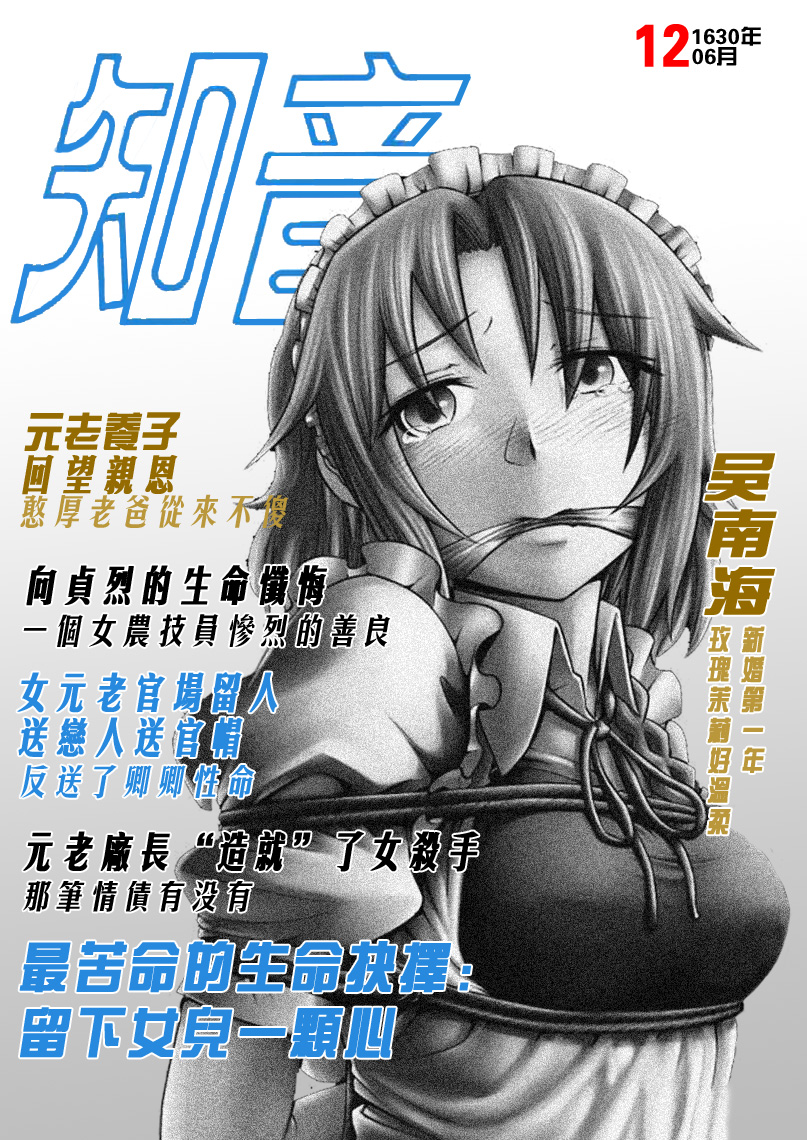 12
1630年
06月
知音
元老養子
回望親恩
憨厚老爸從來不傻
吴南海
新婚第一年
玫瑰茉莉好溫柔
向貞烈的生命懺悔
一個女農技員慘烈的善良
女元老官場留人
送戀人送官帽
反送了卿卿性命
元老廠長“造就”了女殺手
那筆情債有没有
最苦命的生命抉擇：
留下女兒一顆心